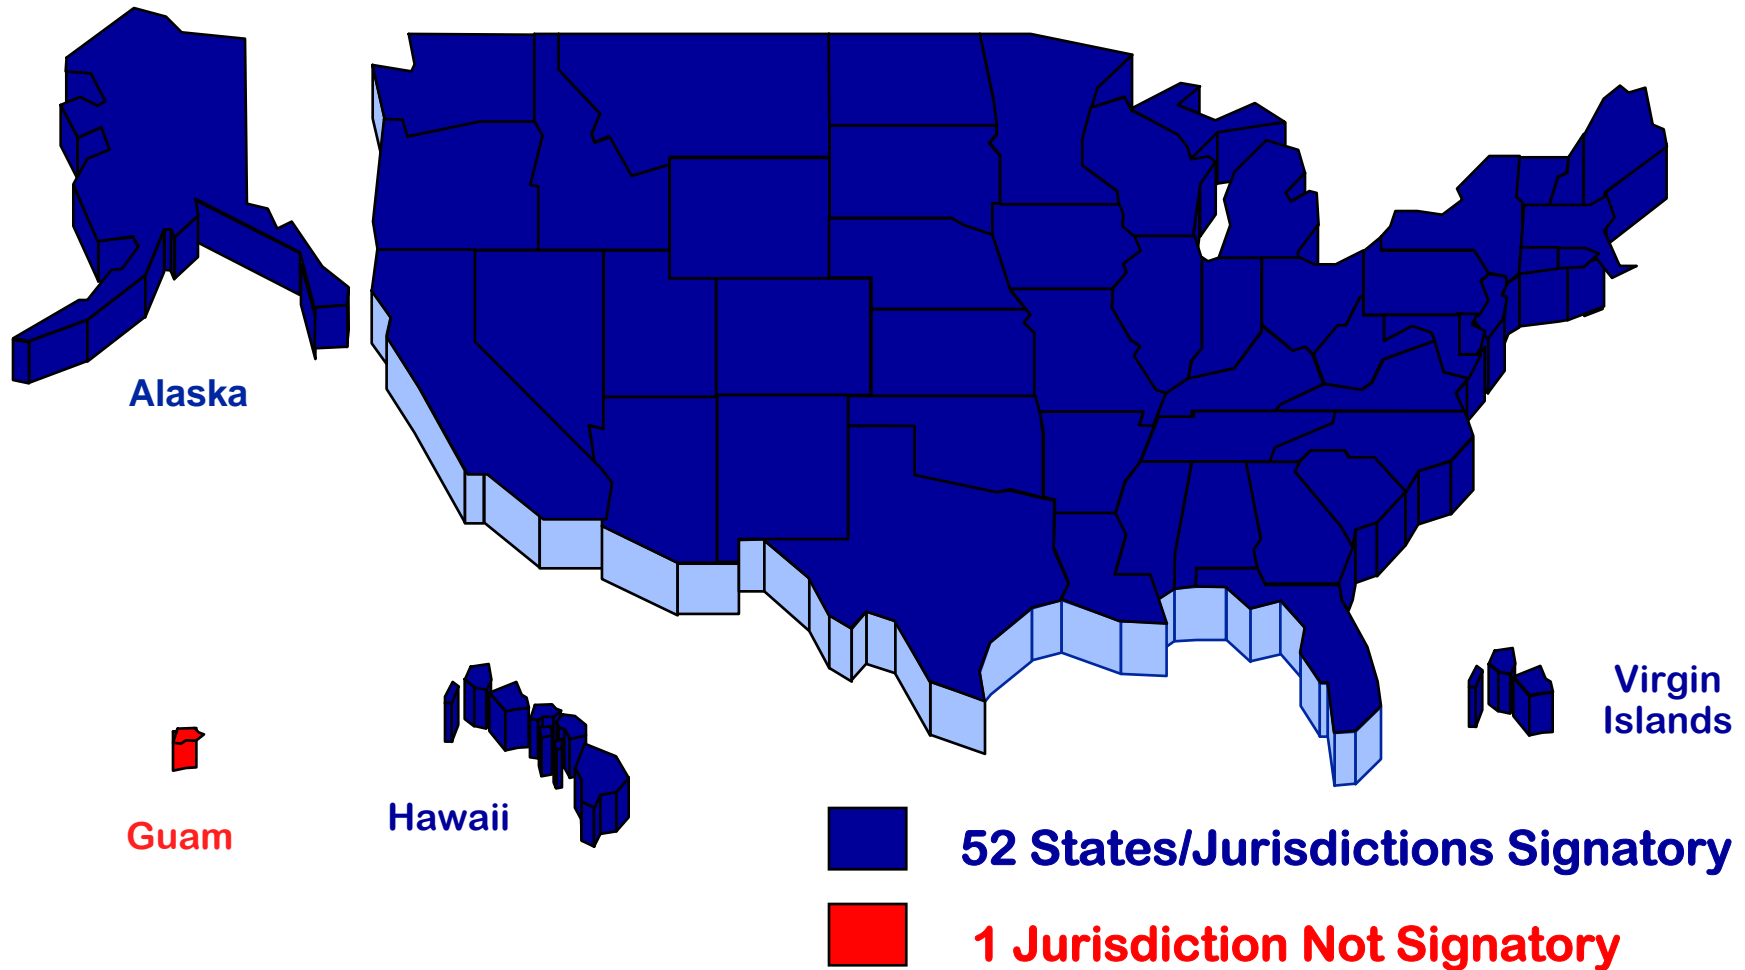 Alaska
Virgin
Islands
Hawaii
Guam
52 States/Jurisdictions Signatory
1 Jurisdiction Not Signatory